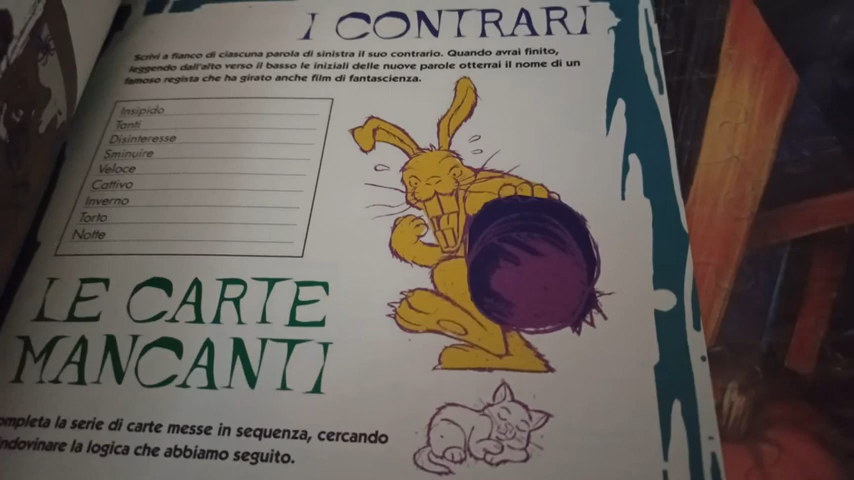 I CONTRARI
Scrivi a fianco di ciascuna parola di sinistra il suo contrario. Quando avrai finito,
leggendo dall'alto verso il basso le iniziali delle nuove parole otterrai il nome di un
famoso regista che ha girato anche film di fantascienza.
Insipido
Tanti
Disinteresse
Sminuire
Veloce
Cattivo
Inverno
Torto
Notte
LE CARTE
MANCANTI
ompleta la serie di carte messe in sequenza, cercando
ndovinare la logica che abbiamo seguito.